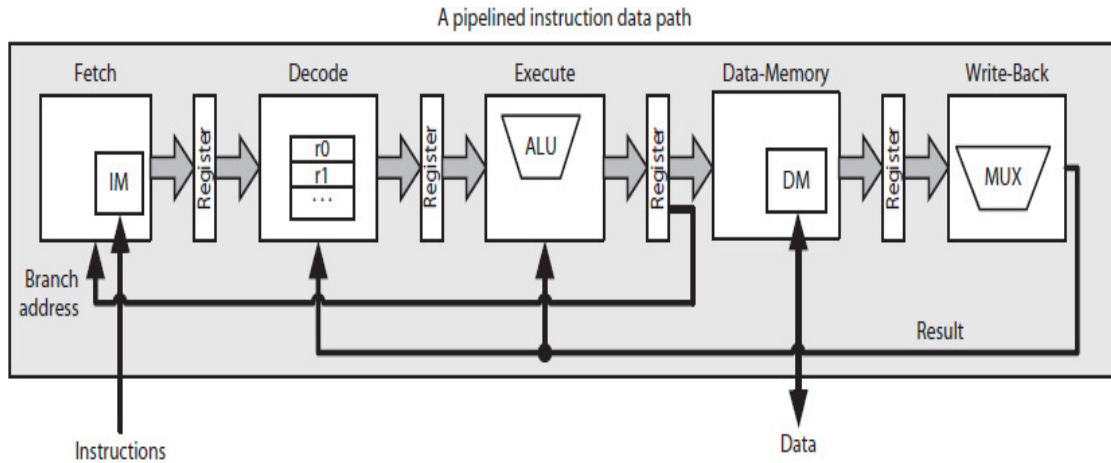 A pipelined instruction data path
Fetch
Decode
Execute
Data-Memory
Write-Back
IM
Register
r0
r1
...
Register
ALU
Register
DM
Register
MUX
Branch
address
Result
Instructions
Data